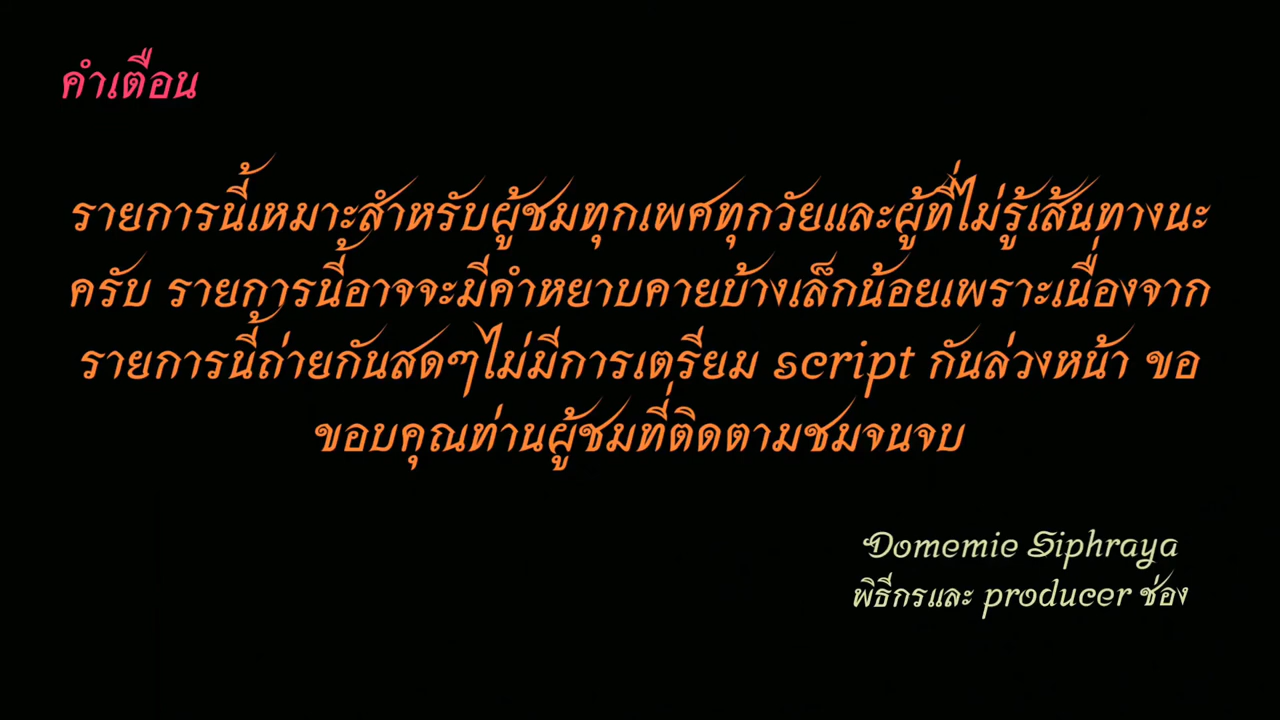 คำเตือน
รายการนี้เหมาะสำหรับผู้ชมทุกเพศทุกวัยและผู้ที่ไม่รู้เส้นทางนะ
ครับ รายการนี้อาจจะมีคำหยาบคายบ้างเล็กน้อยเพราะเนื่องจาก
รายการนี้ถ่ายกันสดๆไม่มีการเตรียม script กันล่วงหน้า ขอ
ขอบคุณท่านผู้ชมที่ติดตามชมจนจบ
Domemie Siphraya
พิธีกรและ producer ช่อง